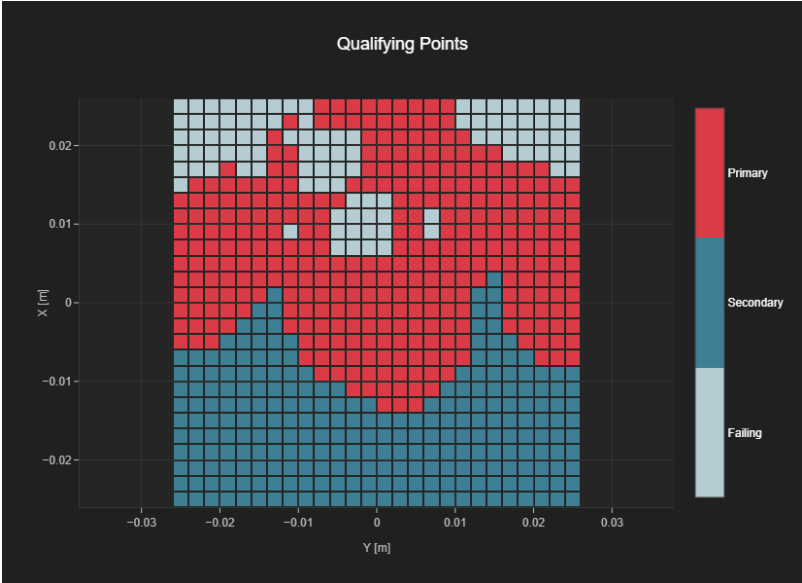 Qualifying Points
0.02
0.01
0
−0.01
−0.02
X [m]
−0.03
−0.02
−0.01
0
0.01
0.02
0.03
Y [m]
Primary
Secondary
Failing